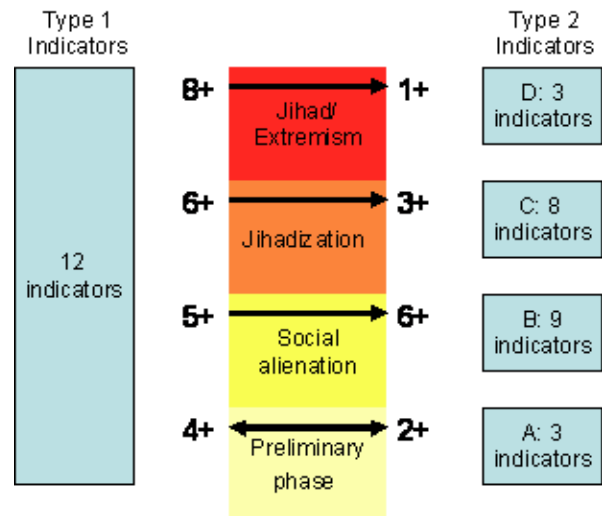 Type 1
Indicators
Type 2
Indicators
8+
1+
Jihad/
Extremism
D: 3
indicators
6+
3+
Jihadization
C: 8
indicators
12
indicators
5+
6+
Social
alienation
B: 9
indicators
4+
2+
Preliminary
phase
A: 3
indicators